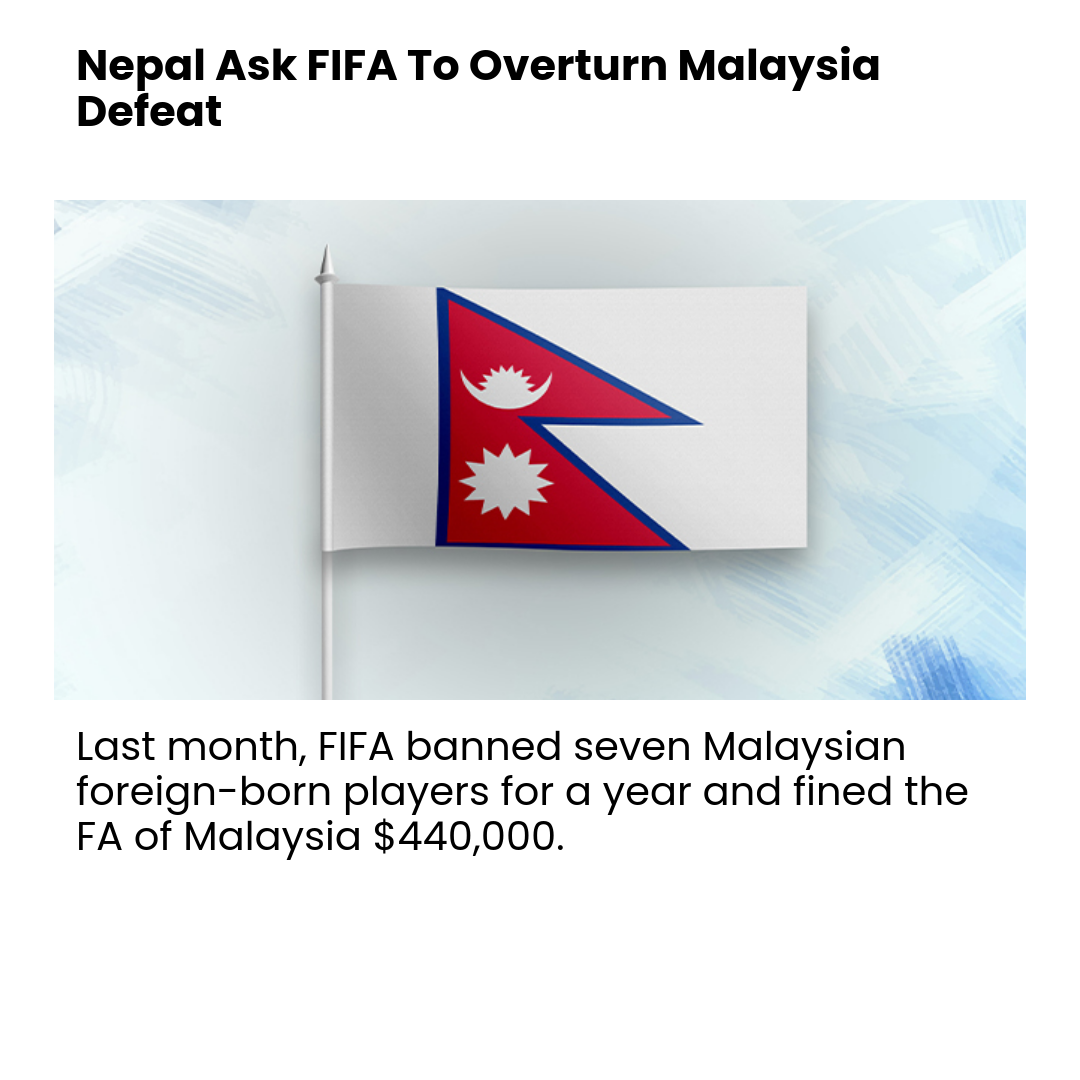 Nepal Ask FIFA To Overturn Malaysia
Defeat
Last month, FIFA banned seven Malaysian
foreign-born players for a year and fined the
FA of Malaysia $440,000.